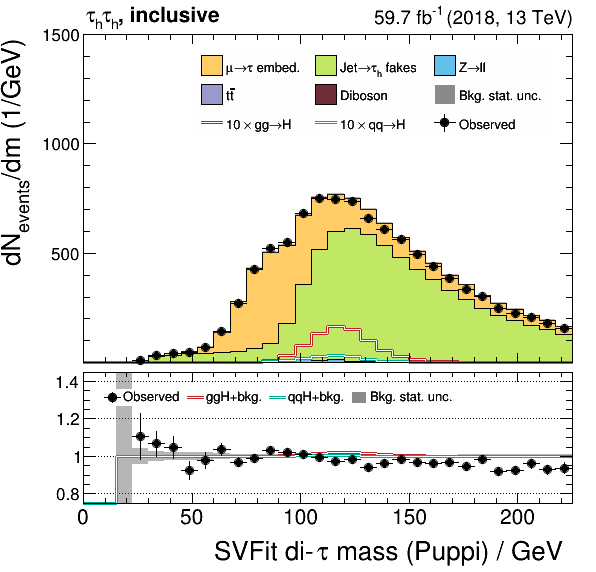 τhτh, inclusive 59.7 fb⁻¹ (2018, 13 TeV)
dNevents/dm (1/GeV)
1500
1000
500
μ→τ embed. Jet→τh fakes Z→ll
tt̄ Diboson Bkg. stat. unc.
10 × gg→H 10 × qq→H Observed
1.4
1.2
1
0.8
Observed ggH+bkg. qqH+bkg. Bkg. stat. unc.
0 50 100 150 200
SVFit di-τ mass (Puppi) / GeV